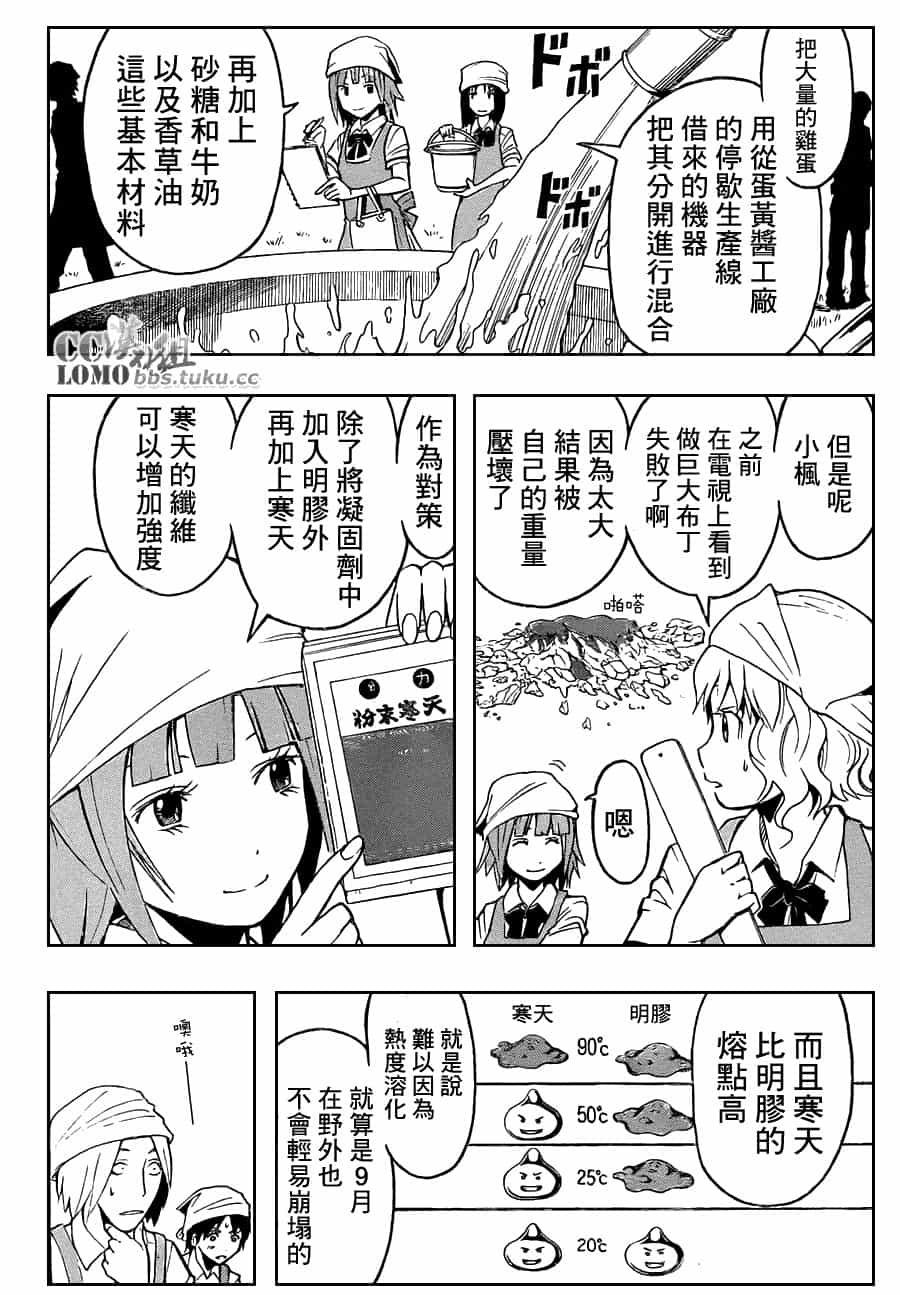 把大量的雞蛋
用從蛋黃醬工廠
的停歇生產線
借來的機器
把其分開進行混合
ドボ
ドボ
再加上
砂糖和牛奶
以及香草油
這些基本材料
CC漢化組
LOMO
bbs.tuku.cc
但是呢
小楓
之前
在電視上看到
做巨大布丁
失敗了啊
因為太大
結果被
自己的重量
壓壞了
啪嗒
嗯
作為對策
除了將凝固劑中
加入明膠外
再加上寒天
寒天的纖維
可以增加強度
粉末寒天
而且寒天
比明膠的
熔點高
寒天
明膠
90℃
50℃
25℃
20℃
就是說
難以因為
熱度溶化
就算是9月
在野外也
不會輕易崩塌的
噢哦